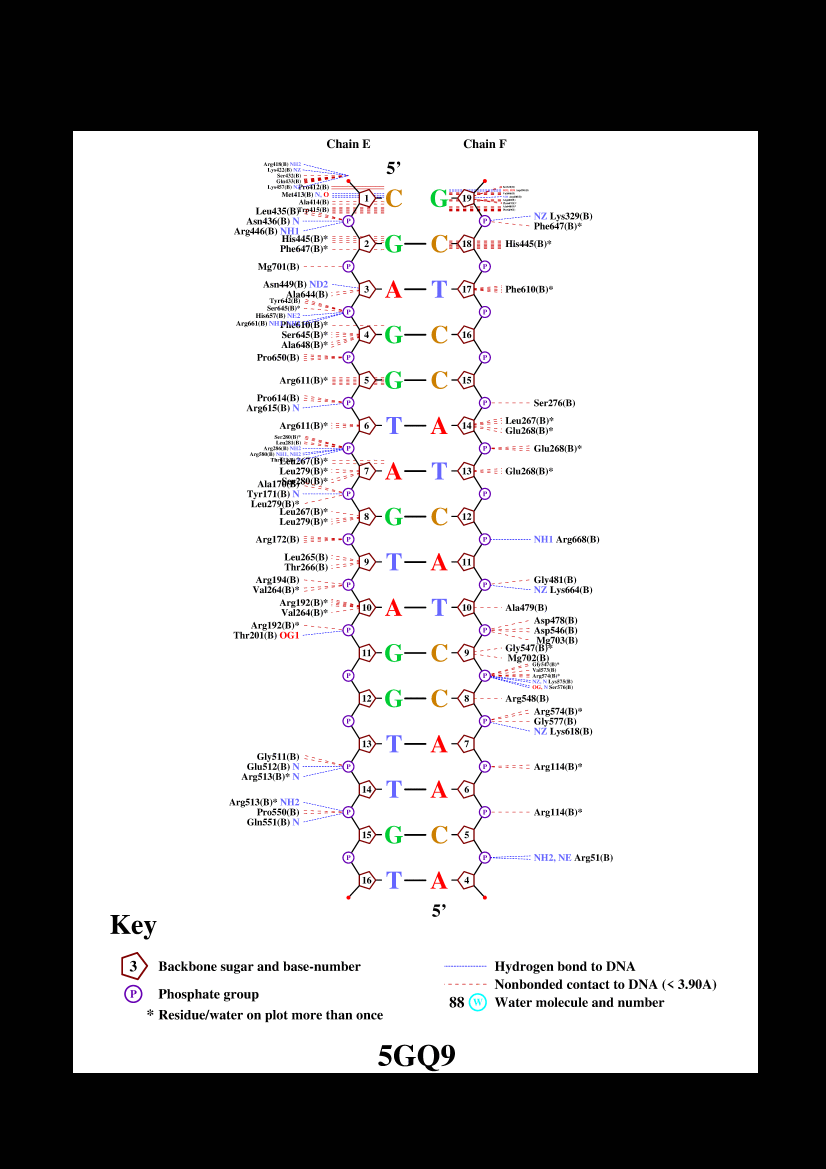 Chain E
Chain F
5'
Arg418(B) NH2
Lys422(B) NZ
Ser432(B)
Pro412(B)
Met413(B) N, O
Ala414(B)
Trp415(B)
1 C G 19
Leu435(B)
Asn436(B) N
Arg446(B) NH1
P P
NZ Lys329(B)
Phe647(B)*
His445(B)*
Phe647(B)*
2 G C 18
His445(B)*
Mg701(B)
P P
Asn449(B) ND2
Ala644(B)
3 A T 17
Phe610(B)*
Tyr642(B)
Ser645(B)*
His657(B) NE2
P P
Phe610(B)*
Ser645(B)*
Ala648(B)*
4 G C 16
Pro650(B)
P P
Arg611(B)*
5 G C 15
Pro614(B)
Arg615(B) N
P P
Ser276(B)
Arg611(B)*
6 T A 14
Leu267(B)*
Glu268(B)*
Ser280(B)*
Leu281(B)
Arg286(B) NH2
Arg580(B) NH1, NH2
P P
Glu268(B)*
Leu267(B)*
Leu279(B)*
Ser280(B)*
7 A T 13
Glu268(B)*
Ala170(B)
Tyr171(B) N
Leu279(B)*
P P
Leu267(B)*
Leu279(B)*
8 G C 12
Arg172(B)
P P
NH1 Arg668(B)
Leu265(B)
Thr266(B)
9 T A 11
Arg194(B)
Val264(B)*
P P
Gly481(B)
NZ Lys664(B)
Arg192(B)*
Val264(B)*
10 A T 10
Ala479(B)
Arg192(B)*
Thr201(B) OG1
P P
Asp478(B)
Asp546(B)
Mg703(B)
11 G C 9
Gly547(B)*
Mg702(B)
P P
Gly547(B)*
Val573(B)
Arg574(B)*
NZ, N Lys575(B)
OG, N Ser576(B)
12 G C 8
Arg548(B)
P P
Arg574(B)*
Gly577(B)
NZ Lys618(B)
13 T A 7
Gly511(B)
Glu512(B) N
Arg513(B)* N
P P
Arg114(B)*
14 T A 6
Arg513(B)* NH2
Pro550(B)
Gln551(B) N
P P
Arg114(B)*
15 G C 5
P P
NH2, NE Arg51(B)
16 T A 4
5'
Key
3 Backbone sugar and base-number
P Phosphate group
* Residue/water on plot more than once
Hydrogen bond to DNA
Nonbonded contact to DNA (< 3.90A)
88 W Water molecule and number
5GQ9